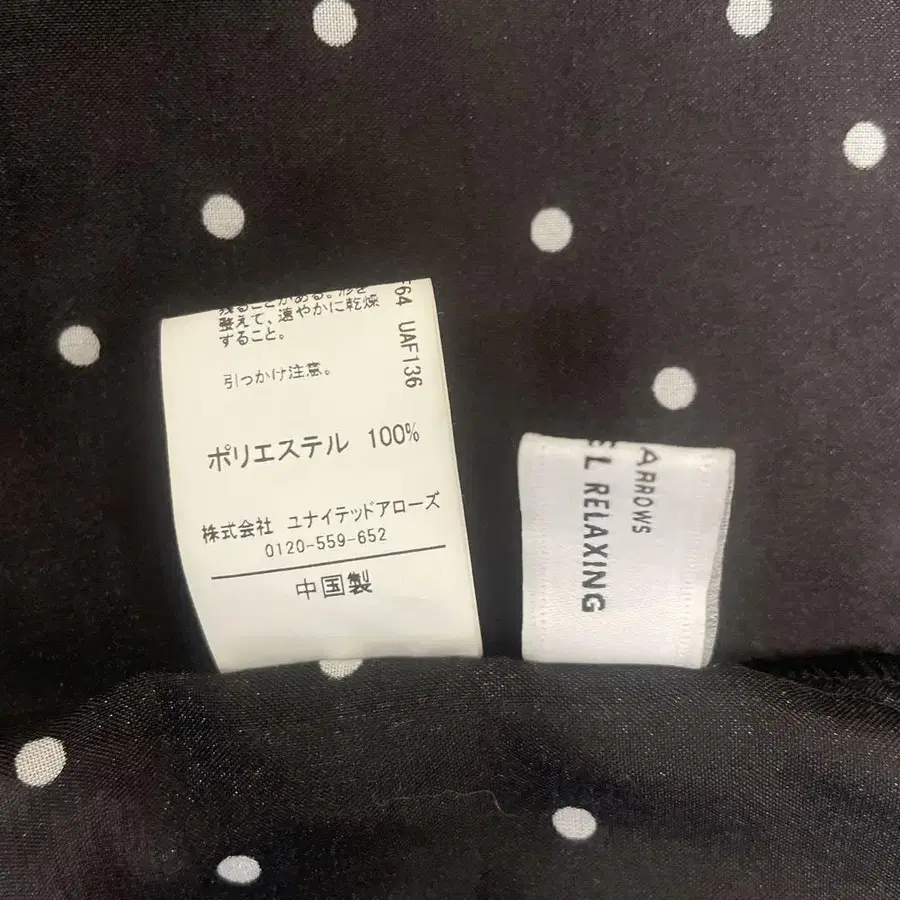 残ることがある。形を
整えて、速やかに乾燥
すること。
引っかけ注意。
F64 UAF136
ポリエステル 100%
株式会社 ユナイテッドアローズ
0120-559-652
中国製
ARROWS
EL RELAXING